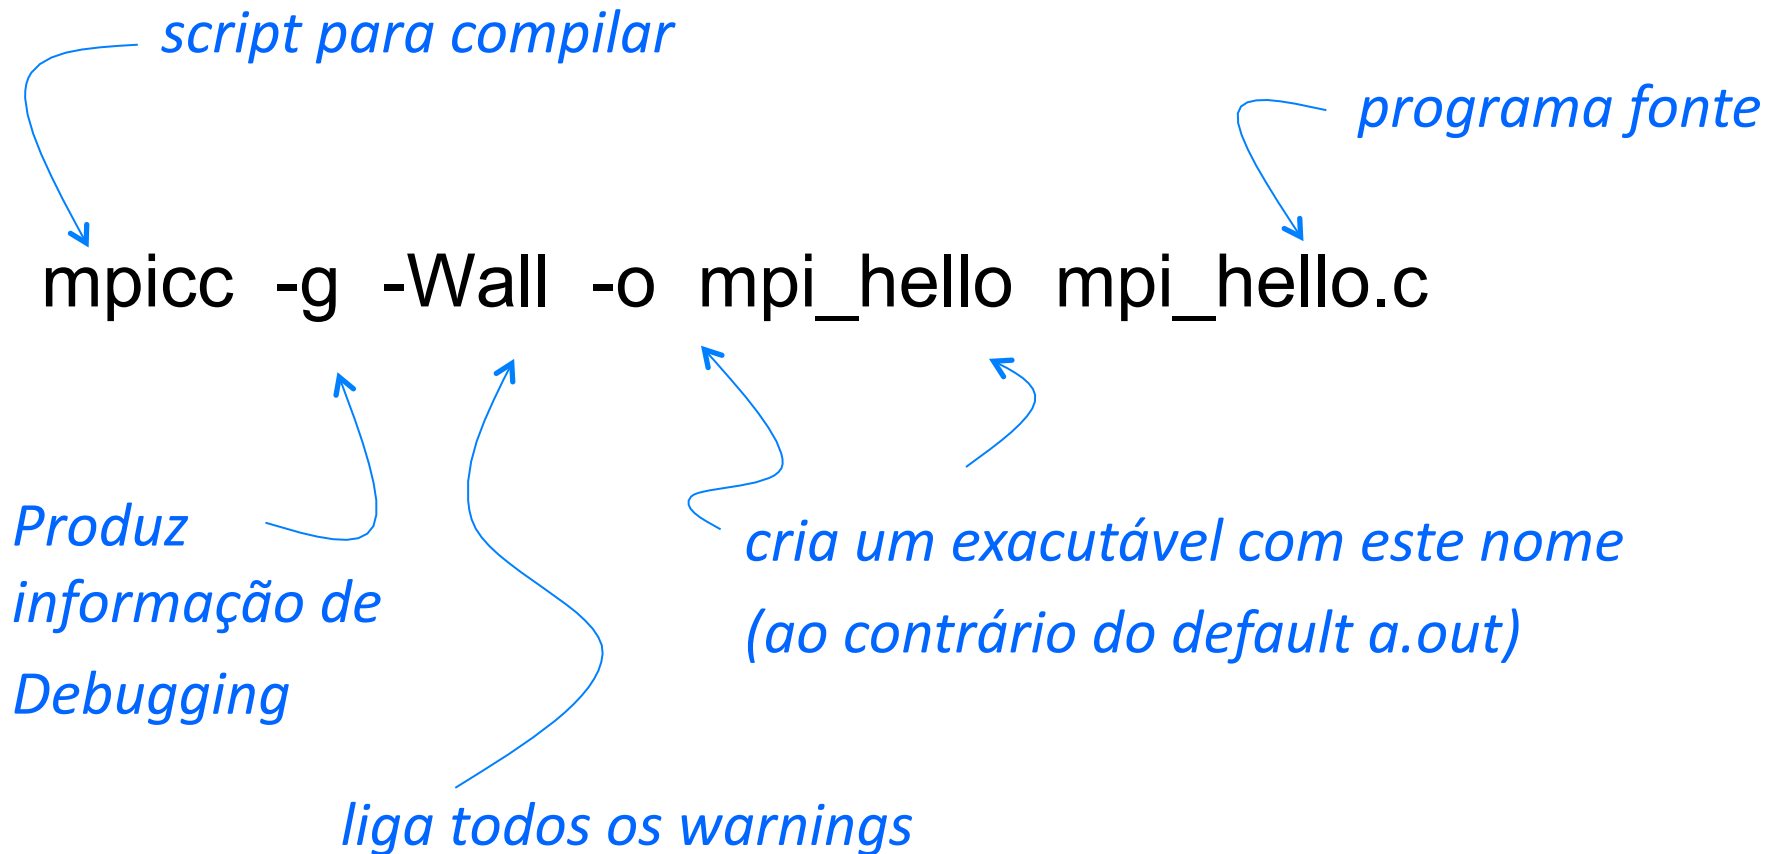 script para compilar
programa fonte
mpicc -g -Wall -o mpi_hello mpi_hello.c
Produz
informação de
Debugging
cria um exacutável com este nome
(ao contrário do default a.out)
liga todos os warnings